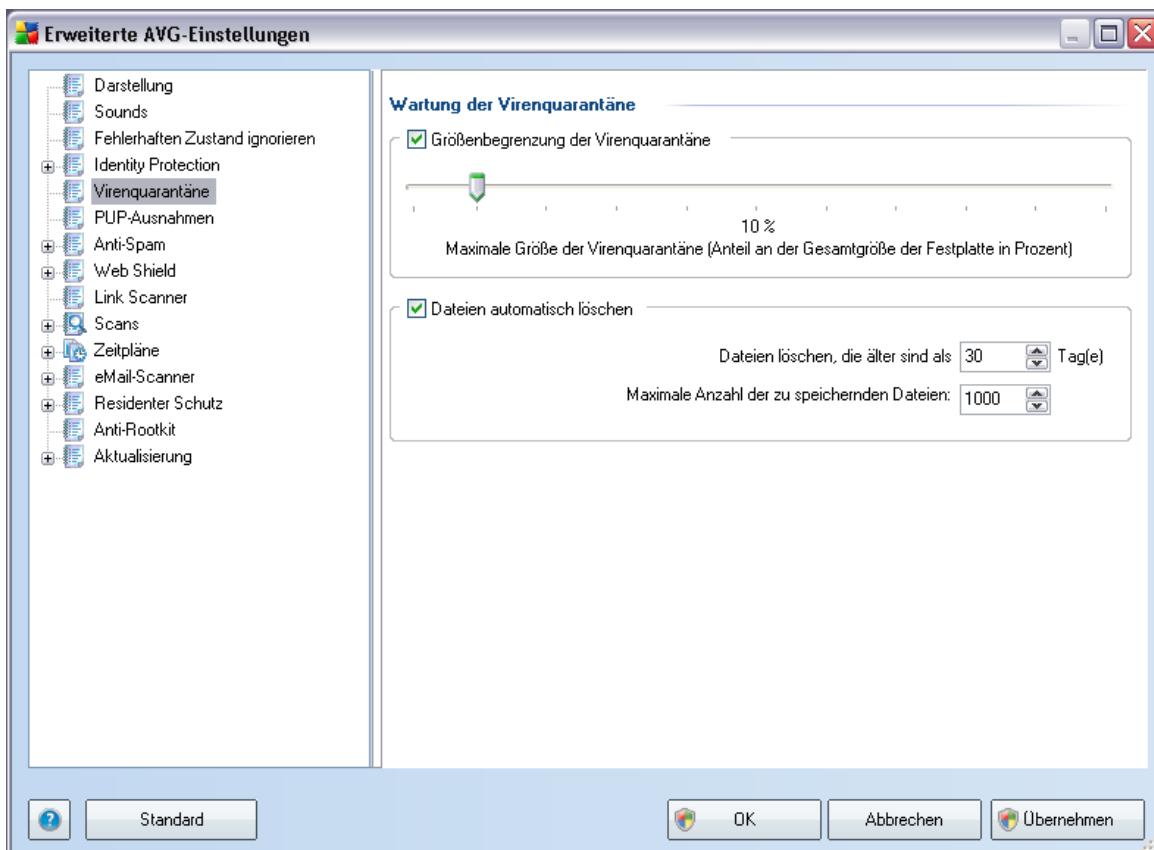 Erweiterte AVG-Einstellungen
Darstellung
Sounds
Fehlerhaften Zustand ignorieren
Identity Protection
Virenquarantäne
PUP-Ausnahmen
Anti-Spam
Web Shield
Link Scanner
Scans
Zeitpläne
eMail-Scanner
Residenter Schutz
Anti-Rootkit
Aktualisierung
Wartung der Virenquarantäne
Größenbegrenzung der Virenquarantäne
10 %
Maximale Größe der Virenquarantäne (Anteil an der Gesamtgröße der Festplatte in Prozent)
Dateien automatisch löschen
Dateien löschen, die älter sind als 30 Tag(e)
Maximale Anzahl der zu speichernden Dateien: 1000
? Standard OK Abbrechen Übernehmen